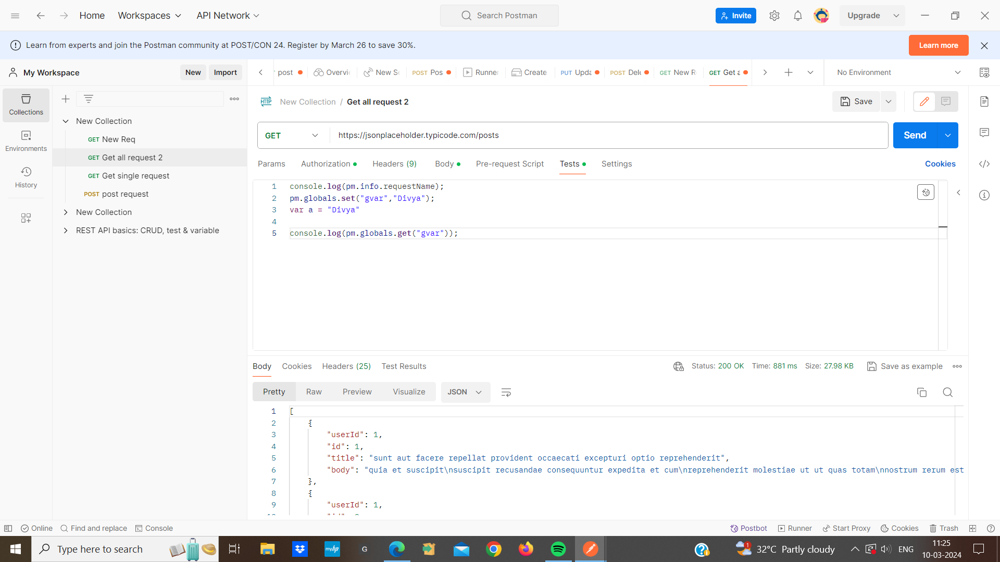 Home Workspaces API Network Search Postman Invite Upgrade
Learn from experts and join the Postman community at POST/CON 24. Register by March 26 to save 30%. Learn more
My Workspace New Import
post Overvi New S POST Pos Runner Create PUT Upda POST Dele GET New R GET Get a No Environment
Collections
Environments
History
New Collection
GET New Req
GET Get all request 2
GET Get single request
POST post request
New Collection
REST API basics: CRUD, test & variable
HTTP New Collection / Get all request 2 Save
GET https://jsonplaceholder.typicode.com/posts Send
Params Authorization Headers (9) Body Pre-request Script Tests Settings Cookies
1 console.log(pm.info.requestName);
2 pm.globals.set("gvar","Divya");
3 var a = "Divya"
4
5 console.log(pm.globals.get("gvar"));
Body Cookies Headers (25) Test Results Status: 200 OK Time: 881 ms Size: 27.98 KB Save as example
Pretty Raw Preview Visualize JSON
1 [
2 {
3 "userId": 1,
4 "id": 1,
5 "title": "sunt aut facere repellat provident occaecati excepturi optio reprehenderit",
6 "body": "quia et suscipit\nsuscipit recusandae consequuntur expedita et cum\nreprehenderit molestiae ut ut quas totam\nnostrum rerum est
7 },
8 {
9 "userId": 1,
Online Find and replace Console Postbot Runner Start Proxy Cookies Trash
Type here to search myhp G 1 32°C Partly cloudy ENG
11:25
10-03-2024